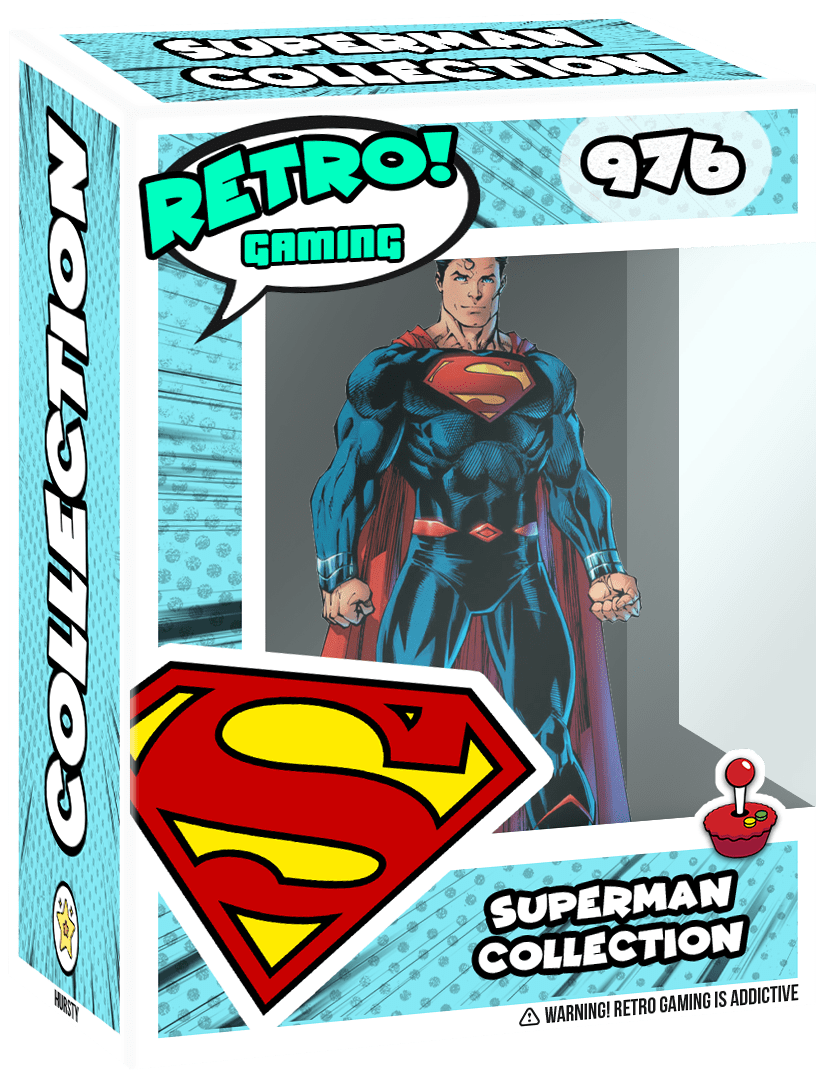 SUPERMAN
COLLECTION
COLLECTION
HURSTY
RETRO!
GAMING
976
SUPERMAN
COLLECTION
WARNING! RETRO GAMING IS ADDICTIVE